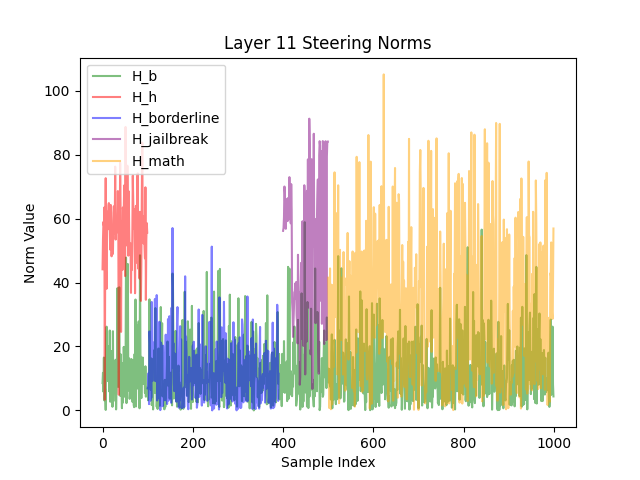 Layer 11 Steering Norms
H_b
H_h
H_borderline
H_jailbreak
H_math
Norm Value
100
80
60
40
20
0
0
200
400
600
800
1000
Sample Index